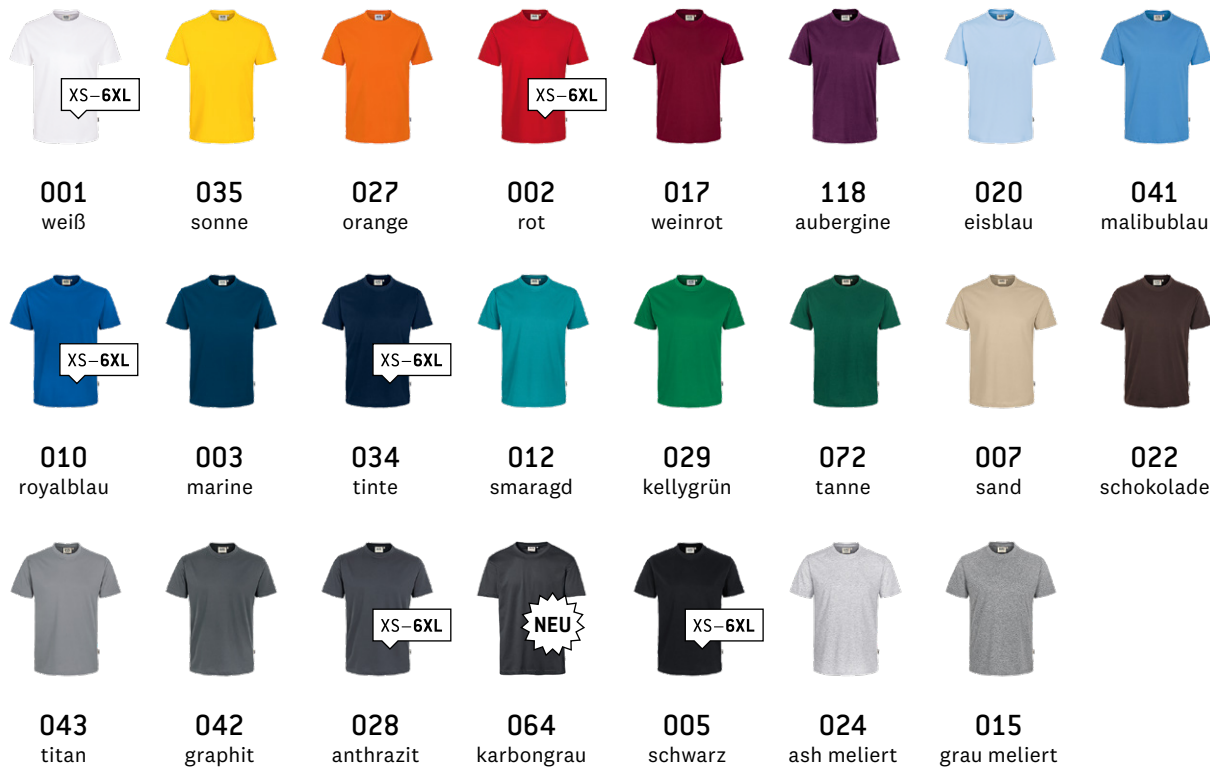 XS–6XL
XS–6XL
001
weiß
035
sonne
027
orange
002
rot
017
weinrot
118
aubergine
020
eisblau
041
malibublau
XS–6XL
XS–6XL
010
royalblau
003
marine
034
tinte
012
smaragd
029
kellygrün
072
tanne
007
sand
022
schokolade
XS–6XL
NEU
XS–6XL
043
titan
042
graphit
028
anthrazit
064
karbongrau
005
schwarz
024
ash meliert
015
grau meliert